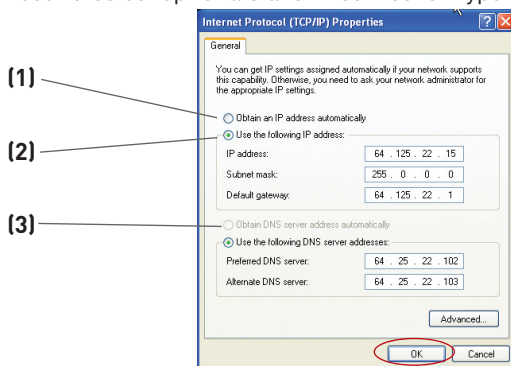 Internet Protocol (TCP/IP) Properties
General
You can get IP settings assigned automatically if your network supports
this capability. Otherwise, you need to ask your network administrator for
the appropriate IP settings.
(1)
Obtain an IP address automatically
(2)
Use the following IP address:
IP address: 64 . 125 . 22 . 15
Subnet mask: 255 . 0 . 0 . 0
Default gateway: 64 . 125 . 22 . 1
(3)
Obtain DNS server address automatically
Use the following DNS server addresses:
Preferred DNS server: 64 . 25 . 22 . 102
Alternate DNS server: 64 . 25 . 22 . 103
Advanced...
OK Cancel